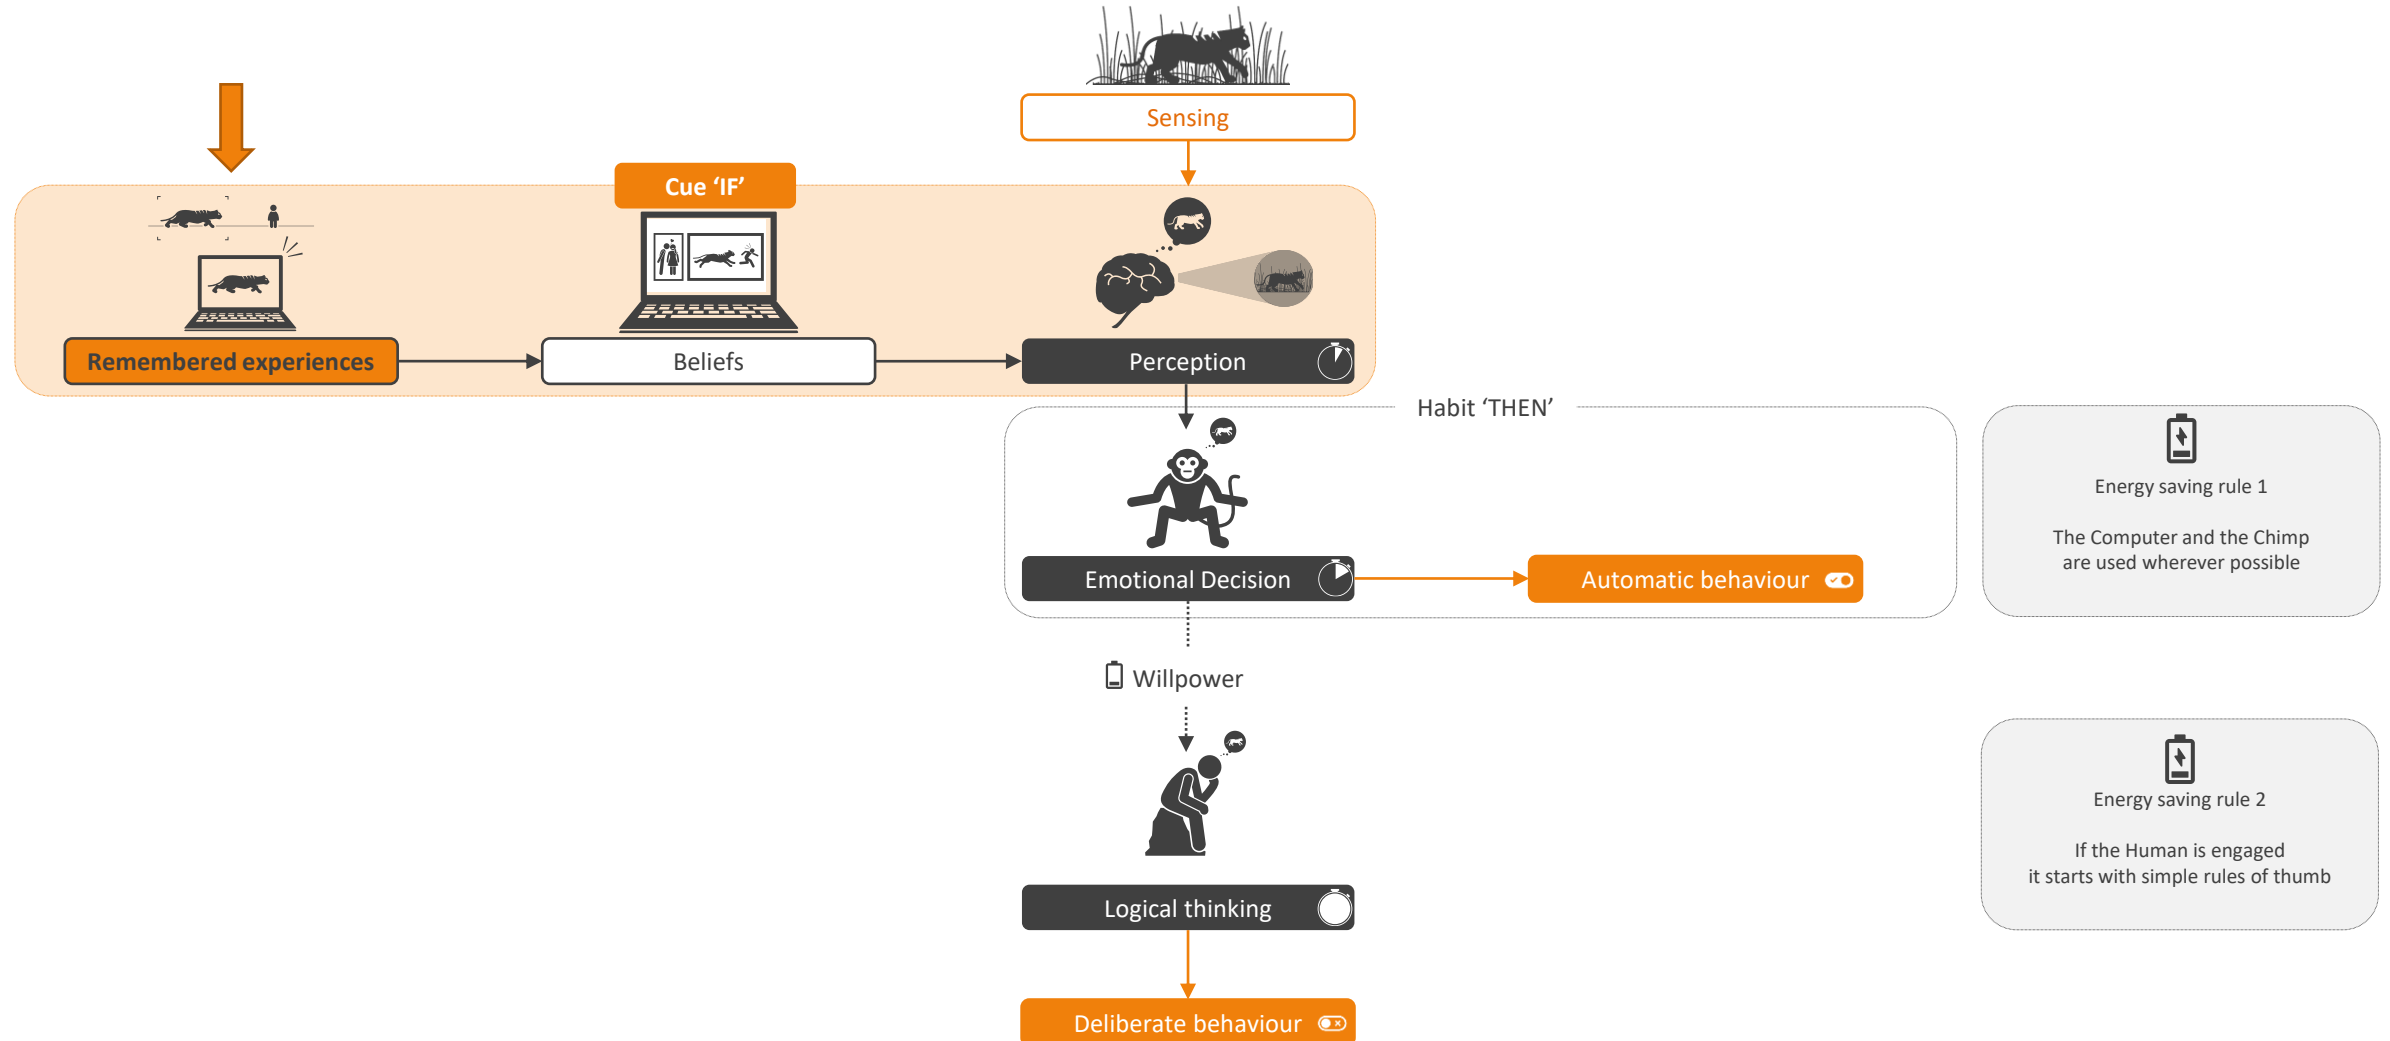 Sensing
Cue ‘IF’
Remembered experiences
Beliefs
Perception
Habit ‘THEN’
Emotional Decision
Automatic behaviour
Energy saving rule 1
The Computer and the Chimp
are used wherever possible
Willpower
Energy saving rule 2
If the Human is engaged
it starts with simple rules of thumb
Logical thinking
Deliberate behaviour